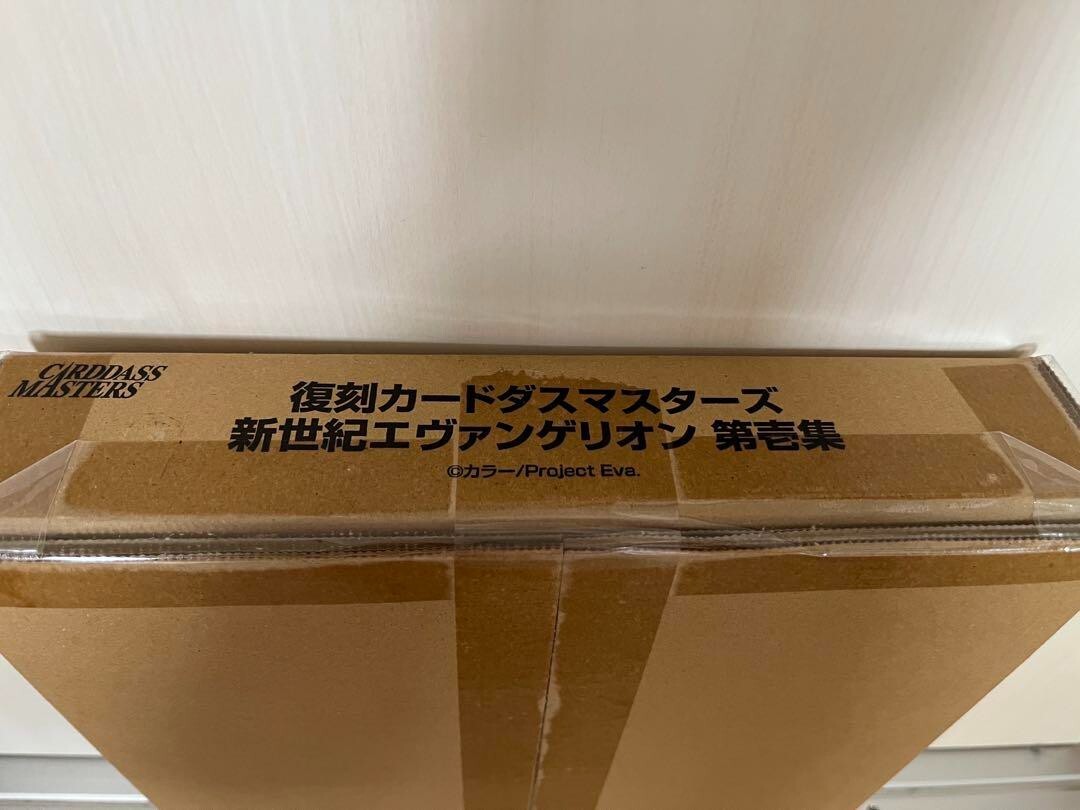 CARDDASS
MASTERS
復刻カードダスマスターズ
新世紀エヴァンゲリオン 第壱集
©カラー/Project Eva.